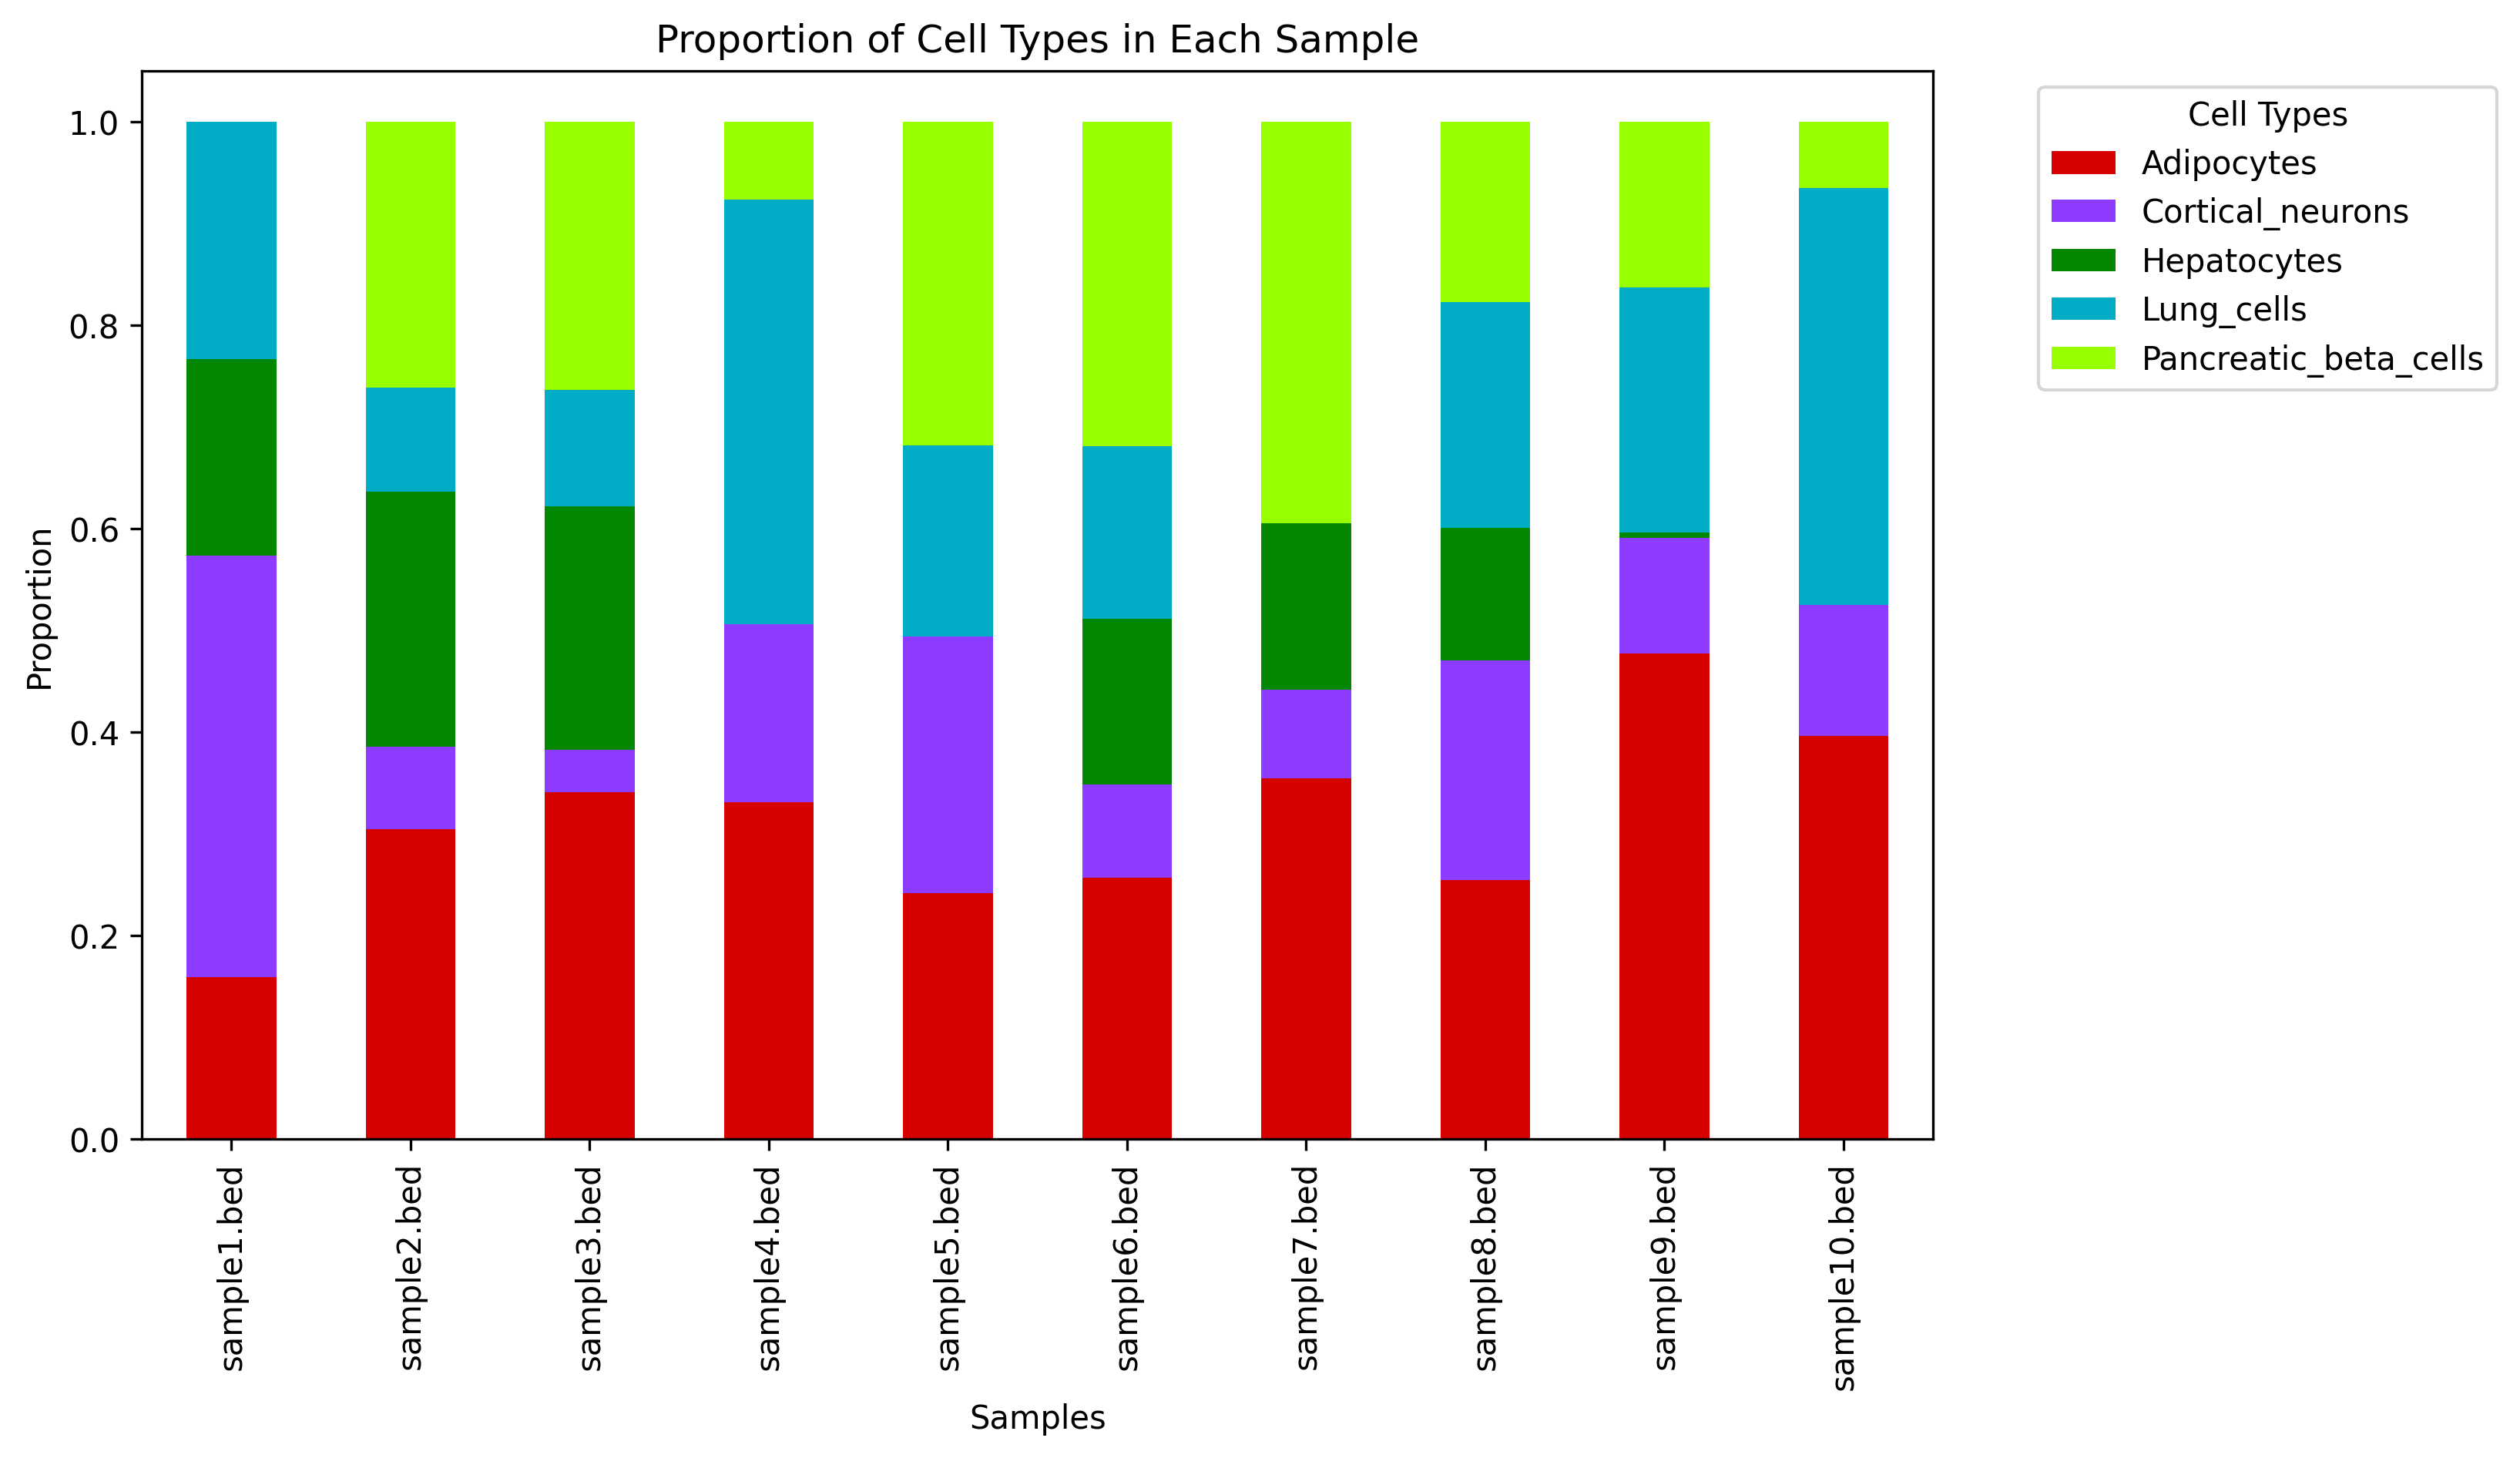 Proportion of Cell Types in Each Sample
Proportion
1.0
0.8
0.6
0.4
0.2
0.0
sample1.bed
sample2.bed
sample3.bed
sample4.bed
sample5.bed
sample6.bed
sample7.bed
sample8.bed
sample9.bed
sample10.bed
Samples
Cell Types
Adipocytes
Cortical_neurons
Hepatocytes
Lung_cells
Pancreatic_beta_cells